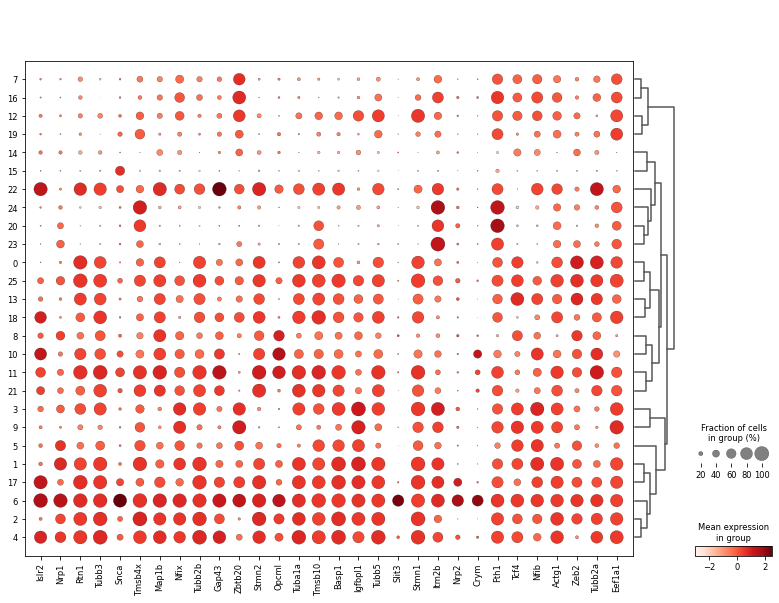 7
16
12
19
14
15
22
24
20
23
0
25
13
18
8
10
11
21
3
9
5
1
17
6
2
4
Islr2
Nrp1
Rtn1
Tubb3
Snca
Tmsb4x
Map1b
Nfix
Tubb2b
Gap43
Zbtb20
Stmn2
Opcml
Tuba1a
Tmsb10
Basp1
Igfbpl1
Tubb5
Slit3
Stmn1
Itm2b
Nrp2
Crym
Fth1
Tcf4
Nfib
Actg1
Zeb2
Tubb2a
Eef1a1
Fraction of cells
in group (%)
20 40 60 80 100
Mean expression
in group
−2 0 2